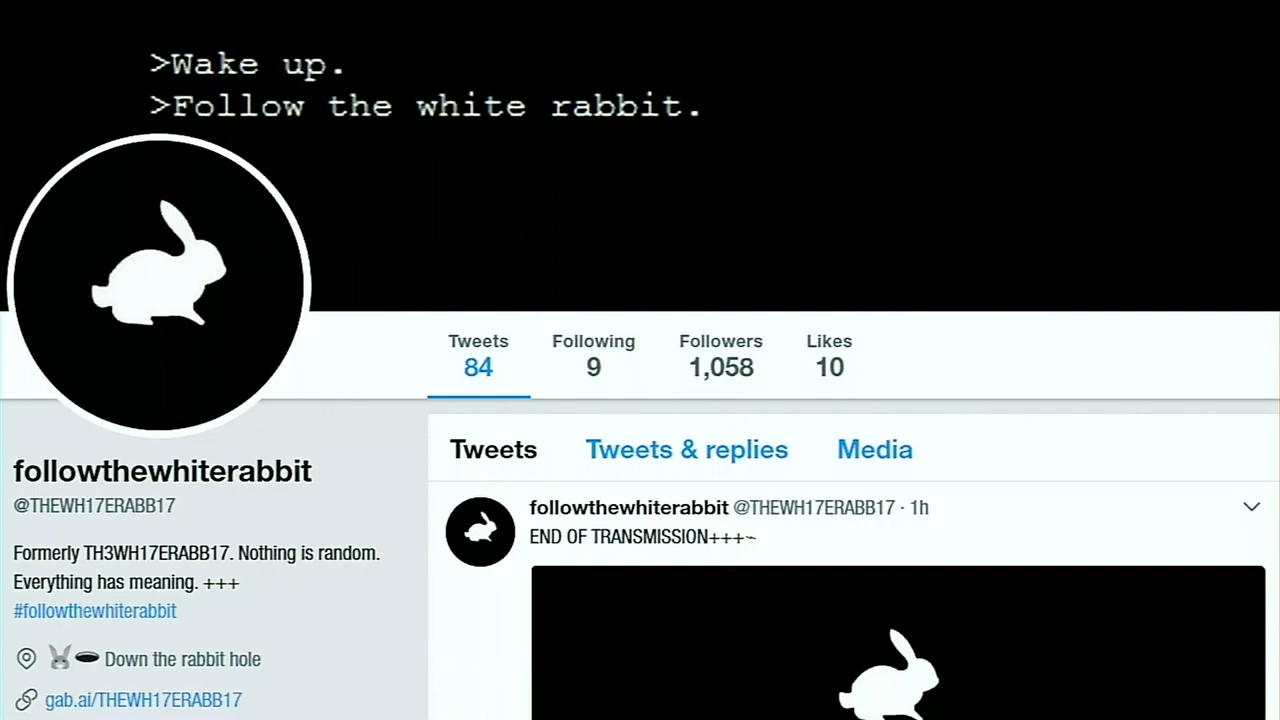 >Wake up.
>Follow the white rabbit.
Tweets Following Followers Likes
84 9 1,058 10
followthewhiterabbit
@THEWH17ERABB17
Formerly TH3WH17ERABB17. Nothing is random.
Everything has meaning. +++
#followthewhiterabbit
Down the rabbit hole
gab.ai/THEWH17ERABB17
Tweets Tweets & replies Media
followthewhiterabbit @THEWH17ERABB17 · 1h
END OF TRANSMISSION+++~